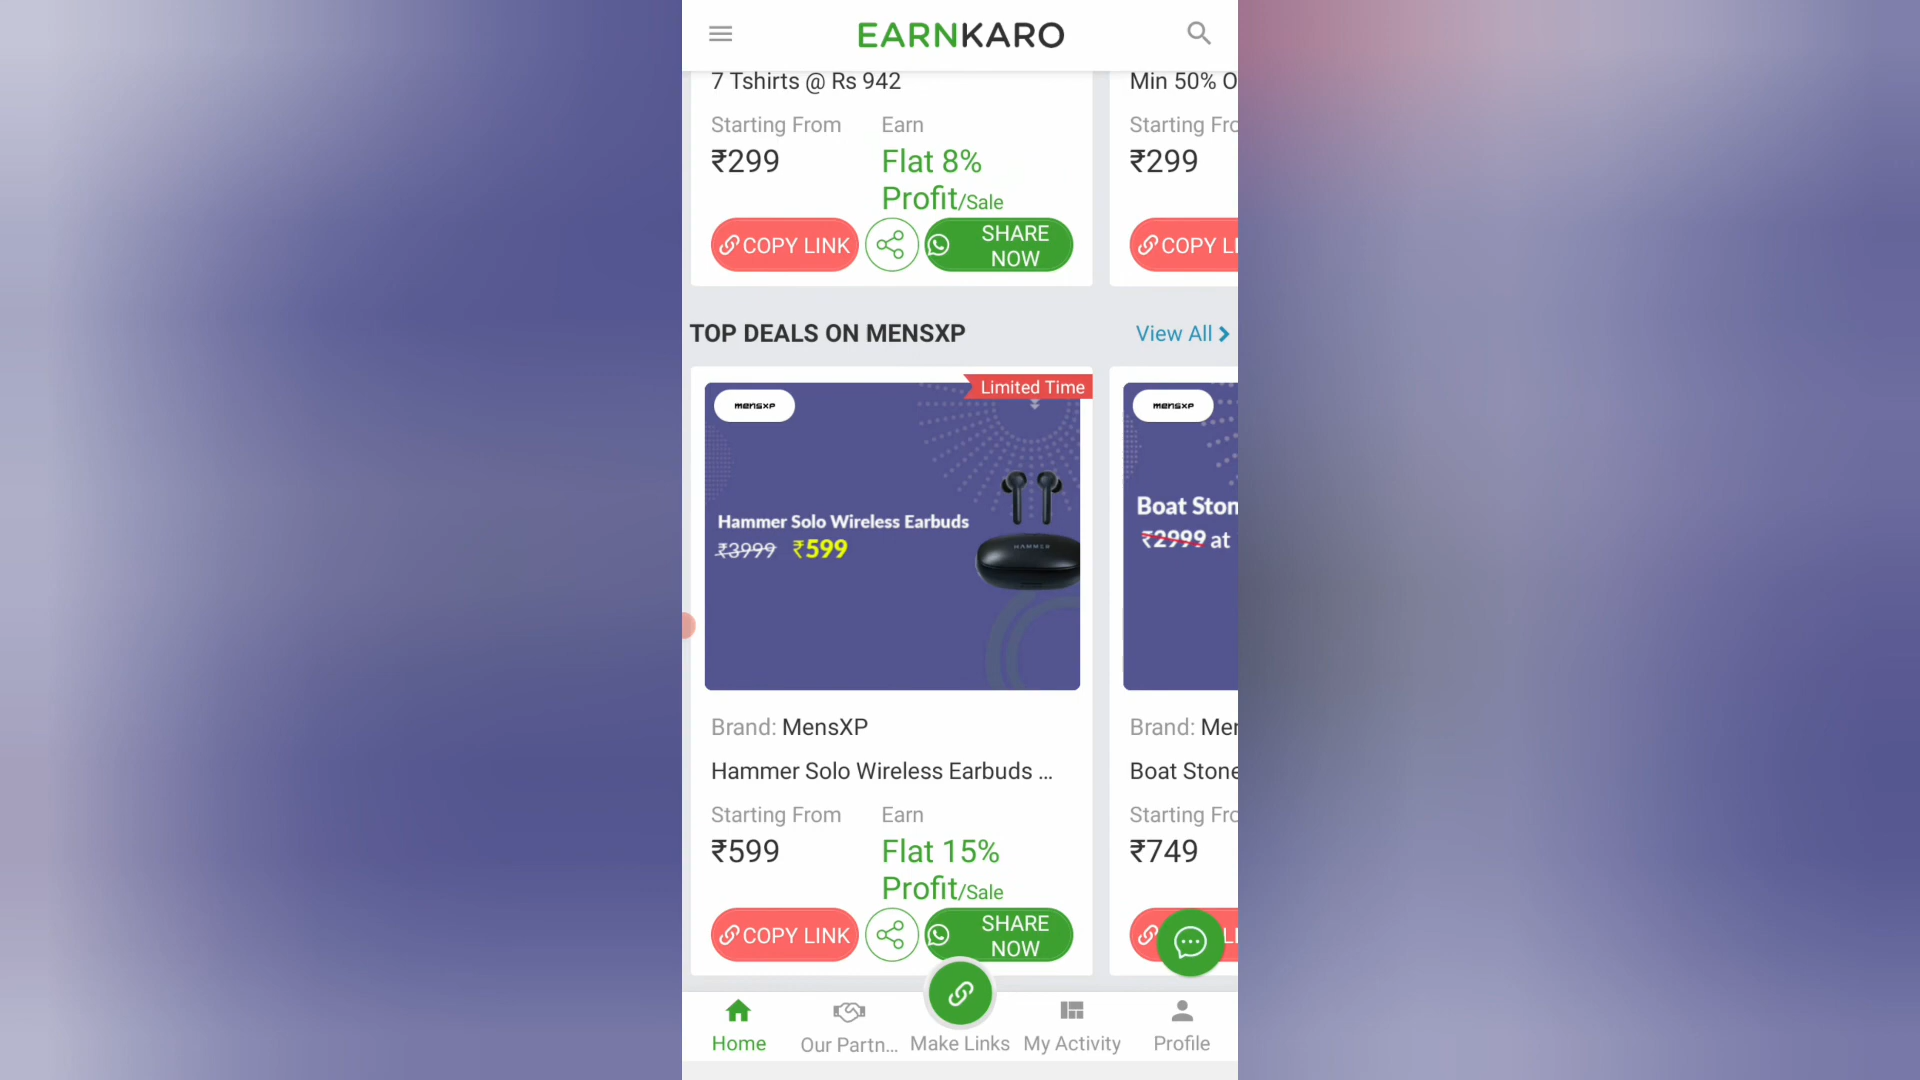 EARNKARO
7 Tshirts @ Rs 942
Starting From
Earn
₹299
Flat 8%
Profit/Sale
COPY LINK
SHARE
NOW
Min 50% O
Starting Fro
₹299
COPY LI
TOP DEALS ON MENSXP
View All
Limited Time
mensxp
Hammer Solo Wireless Earbuds
₹3999 ₹599
HAMMER
Brand: MensXP
Hammer Solo Wireless Earbuds ...
Starting From
Earn
₹599
Flat 15%
Profit/Sale
COPY LINK
SHARE
NOW
mensxp
Boat Ston
₹2999 at
Brand: Men
Boat Stone
Starting Fro
₹749
LI
Home
Our Partn...
Make Links
My Activity
Profile